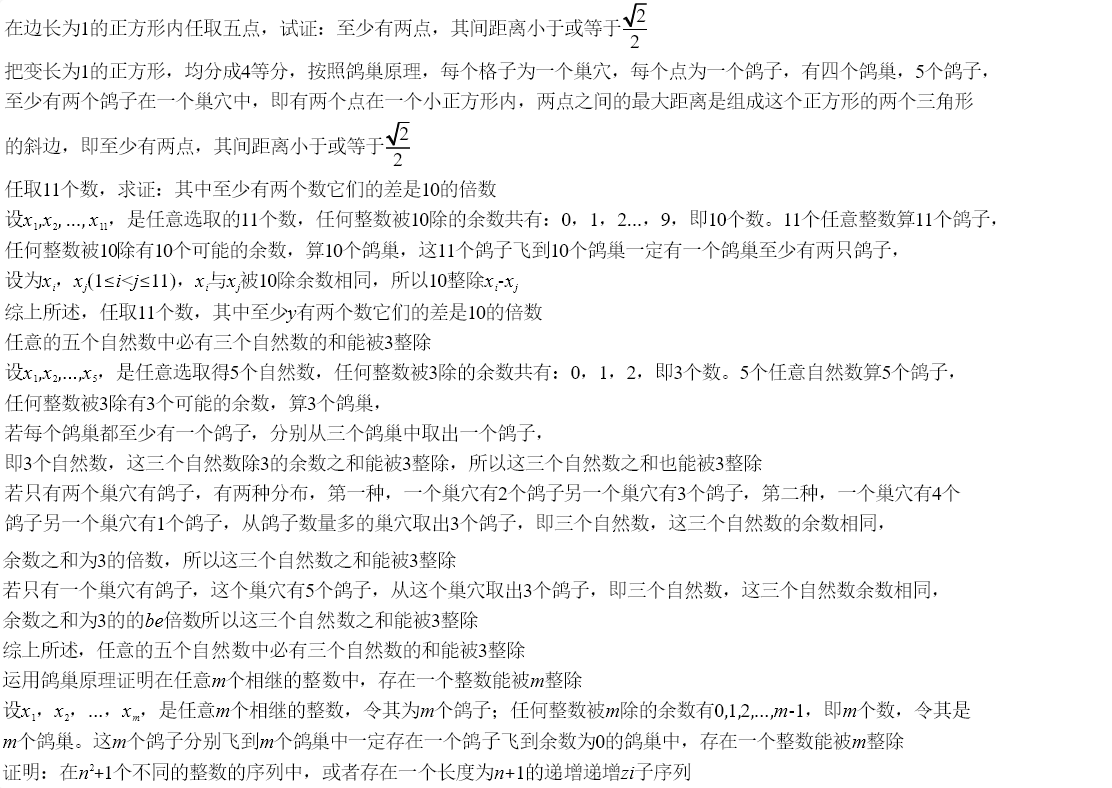 在边长为1的正方形内任取五点，试证：至少有两点，其间距离小于或等于√2/2
把变长为1的正方形，均分成4等分，按照鸽巢原理，每个格子为一个巢穴，每个点为一个鸽子，有四个鸽巢，5个鸽子，
至少有两个鸽子在一个巢穴中，即有两个点在一个小正方形内，两点之间的最大距离是组成这个正方形的两个三角形
的斜边，即至少有两点，其间距离小于或等于√2/2
任取11个数，求证：其中至少有两个数它们的差是10的倍数
设x₁,x₂, ..., x₁₁，是任意选取的11个数，任何整数被10除的余数共有：0，1，2...，9，即10个数。11个任意整数算11个鸽子，
任何整数被10除有10个可能的余数，算10个鸽巢，这11个鸽子飞到10个鸽巢一定有一个鸽巢至少有两只鸽子，
设为xᵢ，xⱼ(1≤i<j≤11)，xᵢ与xⱼ被10除余数相同，所以10整除xᵢ-xⱼ
综上所述，任取11个数，其中至少y有两个数它们的差是10的倍数
任意的五个自然数中必有三个自然数的和能被3整除
设x₁,x₂,...,x₅，是任意选取得5个自然数，任何整数被3除的余数共有：0，1，2，即3个数。5个任意自然数算5个鸽子，
任何整数被3除有3个可能的余数，算3个鸽巢，
若每个鸽巢都至少有一个鸽子，分别从三个鸽巢中取出一个鸽子，
即3个自然数，这三个自然数除3的余数之和能被3整除，所以这三个自然数之和也能被3整除
若只有两个巢穴有鸽子，有两种分布，第一种，一个巢穴有2个鸽子另一个巢穴有3个鸽子，第二种，一个巢穴有4个
鸽子另一个巢穴有1个鸽子，从鸽子数量多的巢穴取出3个鸽子，即三个自然数，这三个自然数的余数相同，
余数之和为3的倍数，所以这三个自然数之和能被3整除
若只有一个巢穴有鸽子，这个巢穴有5个鸽子，从这个巢穴取出3个鸽子，即三个自然数，这三个自然数余数相同，
余数之和为3的的be倍数所以这三个自然数之和能被3整除
综上所述，任意的五个自然数中必有三个自然数的和能被3整除
运用鸽巢原理证明在任意m个相继的整数中，存在一个整数能被m整除
设x₁，x₂，...，xₘ，是任意m个相继的整数，令其为m个鸽子；任何整数被m除的余数有0,1,2,...,m-1，即m个数，令其是
m个鸽巢。这m个鸽子分别飞到m个鸽巢中一定存在一个鸽子飞到余数为0的鸽巢中，存在一个整数能被m整除
证明：在n²+1个不同的整数的序列中，或者存在一个长度为n+1的递增递增zi子序列